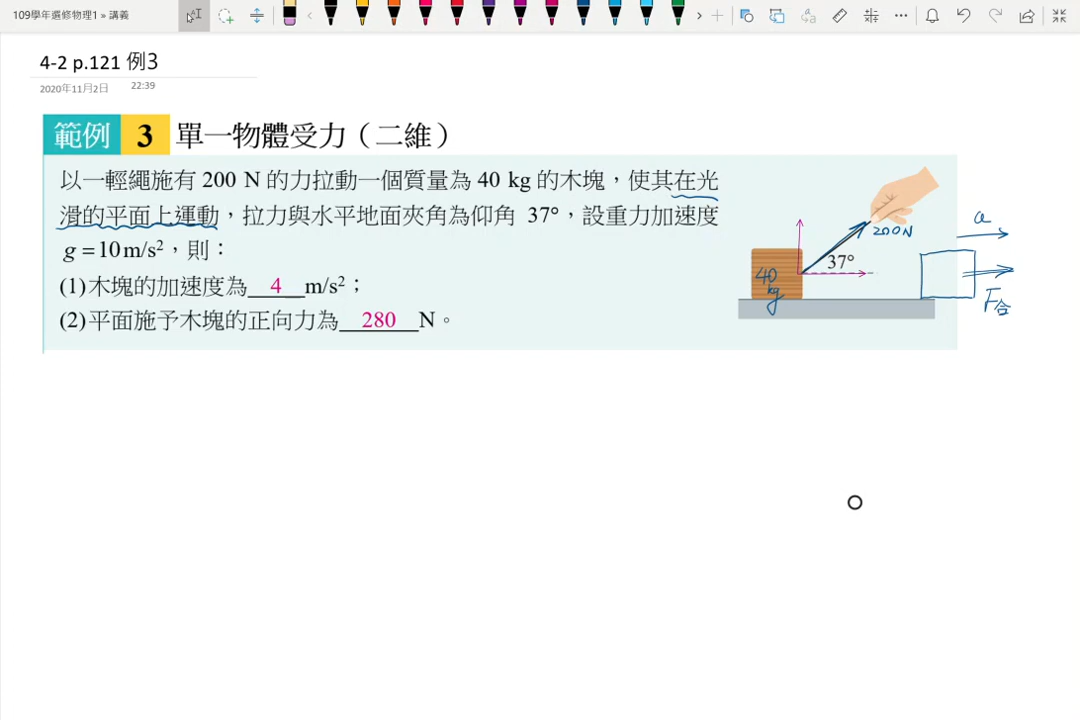 109學年選修物理1 » 講義
4-2 p.121 例3
2020年11月2日 22:39
範例 3 單一物體受力（二維）
以一輕繩施有 200 N 的力拉動一個質量為 40 kg 的木塊，使其在光
滑的平面上運動，拉力與水平地面夾角為仰角 37°，設重力加速度
g＝10 m/s²，則：
(1)木塊的加速度為 4 m/s²；
(2)平面施予木塊的正向力為 280 N。
200N
37°
40
kg
a
F合